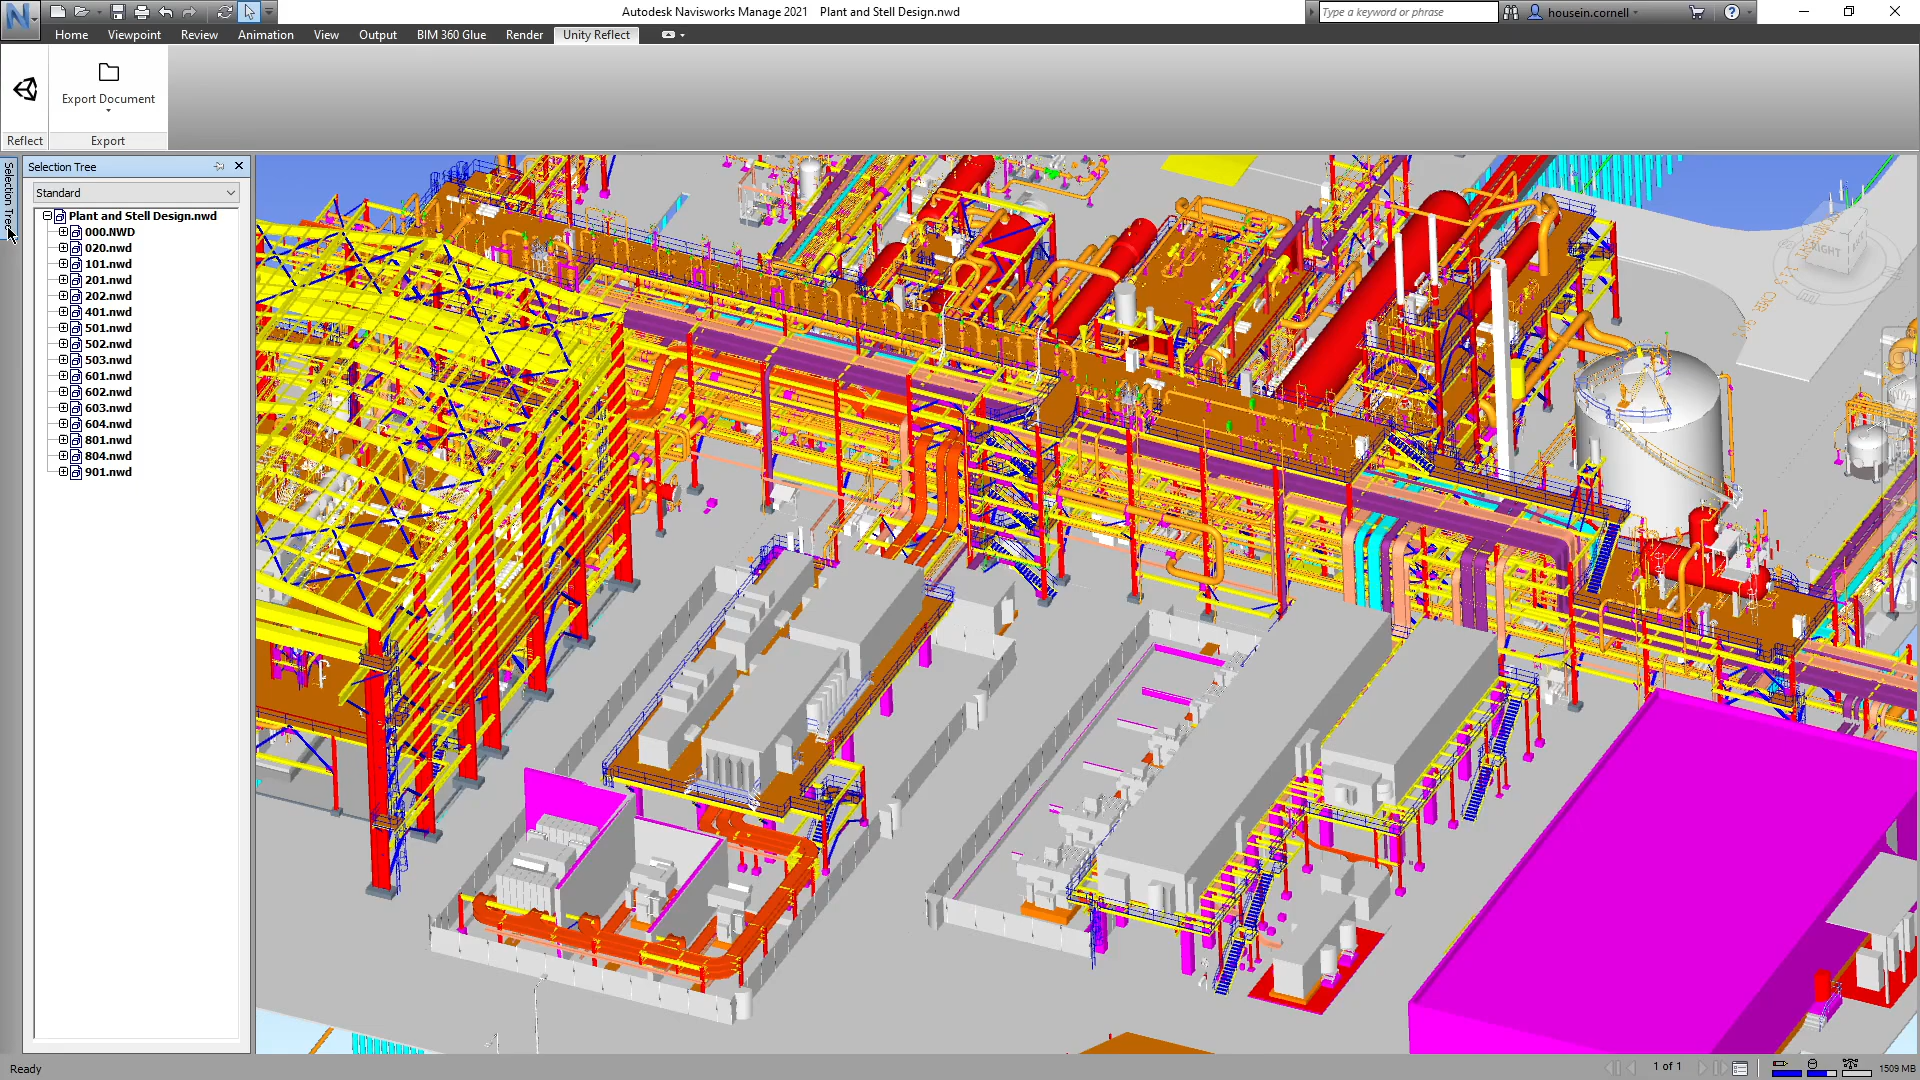 Autodesk Navisworks Manage 2021 Plant and Stell Design.nwd
Type a keyword or phrase
housein.cornell
Home Viewpoint Review Animation View Output BIM 360 Glue Render Unity Reflect
Export Document
Reflect Export
Selection Tree
Selection Tree
Standard
Plant and Stell Design.nwd
000.NWD
020.nwd
101.nwd
201.nwd
202.nwd
401.nwd
501.nwd
502.nwd
503.nwd
601.nwd
602.nwd
603.nwd
604.nwd
801.nwd
804.nwd
901.nwd
RIGHT
Ready
1 of 1
1509 MB